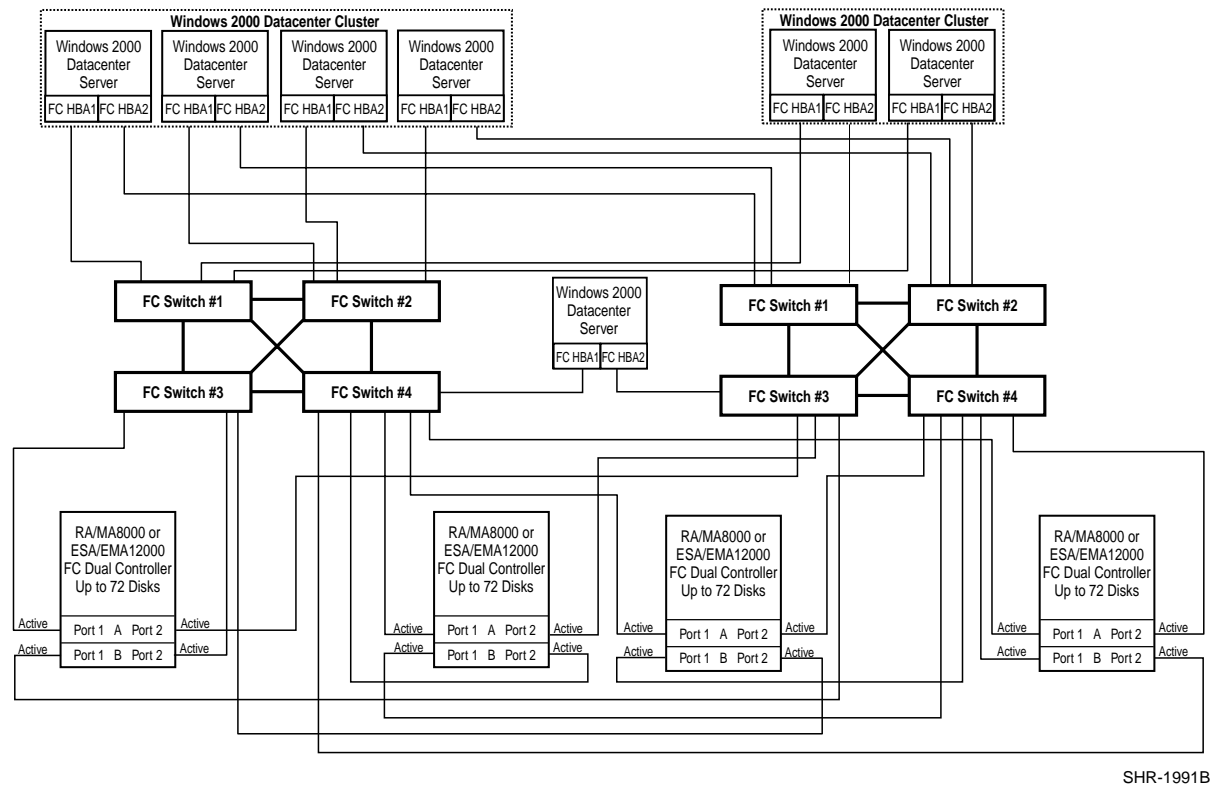 Windows 2000 Datacenter Cluster
Windows 2000
Datacenter
Server
FC HBA1
FC HBA2
Windows 2000
Datacenter
Server
FC HBA1
FC HBA2
Windows 2000
Datacenter
Server
FC HBA1
FC HBA2
Windows 2000
Datacenter
Server
FC HBA1
FC HBA2
Windows 2000 Datacenter Cluster
Windows 2000
Datacenter
Server
FC HBA1
FC HBA2
Windows 2000
Datacenter
Server
FC HBA1
FC HBA2
FC Switch #1
FC Switch #2
FC Switch #3
FC Switch #4
Windows 2000
Datacenter
Server
FC HBA1
FC HBA2
FC Switch #1
FC Switch #2
FC Switch #3
FC Switch #4
RA/MA8000 or
ESA/EMA12000
FC Dual Controller
Up to 72 Disks
Active
Port 1 A Port 2
Active
Active
Port 1 B Port 2
Active
RA/MA8000 or
ESA/EMA12000
FC Dual Controller
Up to 72 Disks
Active
Port 1 A Port 2
Active
Active
Port 1 B Port 2
Active
RA/MA8000 or
ESA/EMA12000
FC Dual Controller
Up to 72 Disks
Active
Port 1 A Port 2
Active
Active
Port 1 B Port 2
Active
RA/MA8000 or
ESA/EMA12000
FC Dual Controller
Up to 72 Disks
Active
Port 1 A Port 2
Active
Active
Port 1 B Port 2
Active
SHR-1991B